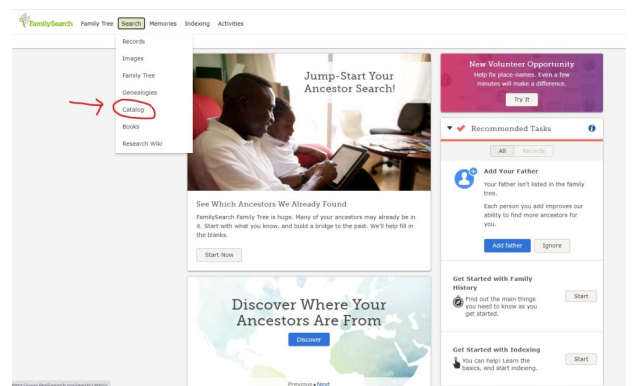 FamilySearch Family Tree Search Memories Indexing Activities
Records
Images
Family Tree
Genealogies
Catalog
Books
Research Wiki
Jump-Start Your
Ancestor Search!
See Which Ancestors We Already Found
FamilySearch Family Tree is huge. Many of your ancestors may already be in
it. Start with what you know, and build a bridge to the past. We'll help fill in
the blanks.
Start Now
Discover Where Your
Ancestors Are From
Discover
Previous • Next
New Volunteer Opportunity
Help fix place-names. Even a few
minutes will make a difference.
Try It
Recommended Tasks
All Records
Add Your Father
Your father isn't listed in the family
tree.
Each person you add improves our
ability to find more ancestors for
you.
Add father Ignore
Get Started with Family
History
Find out the main things
you need to know as you
get started.
Start
Get Started with Indexing
You can help! Learn the
basics, and start indexing.
Start